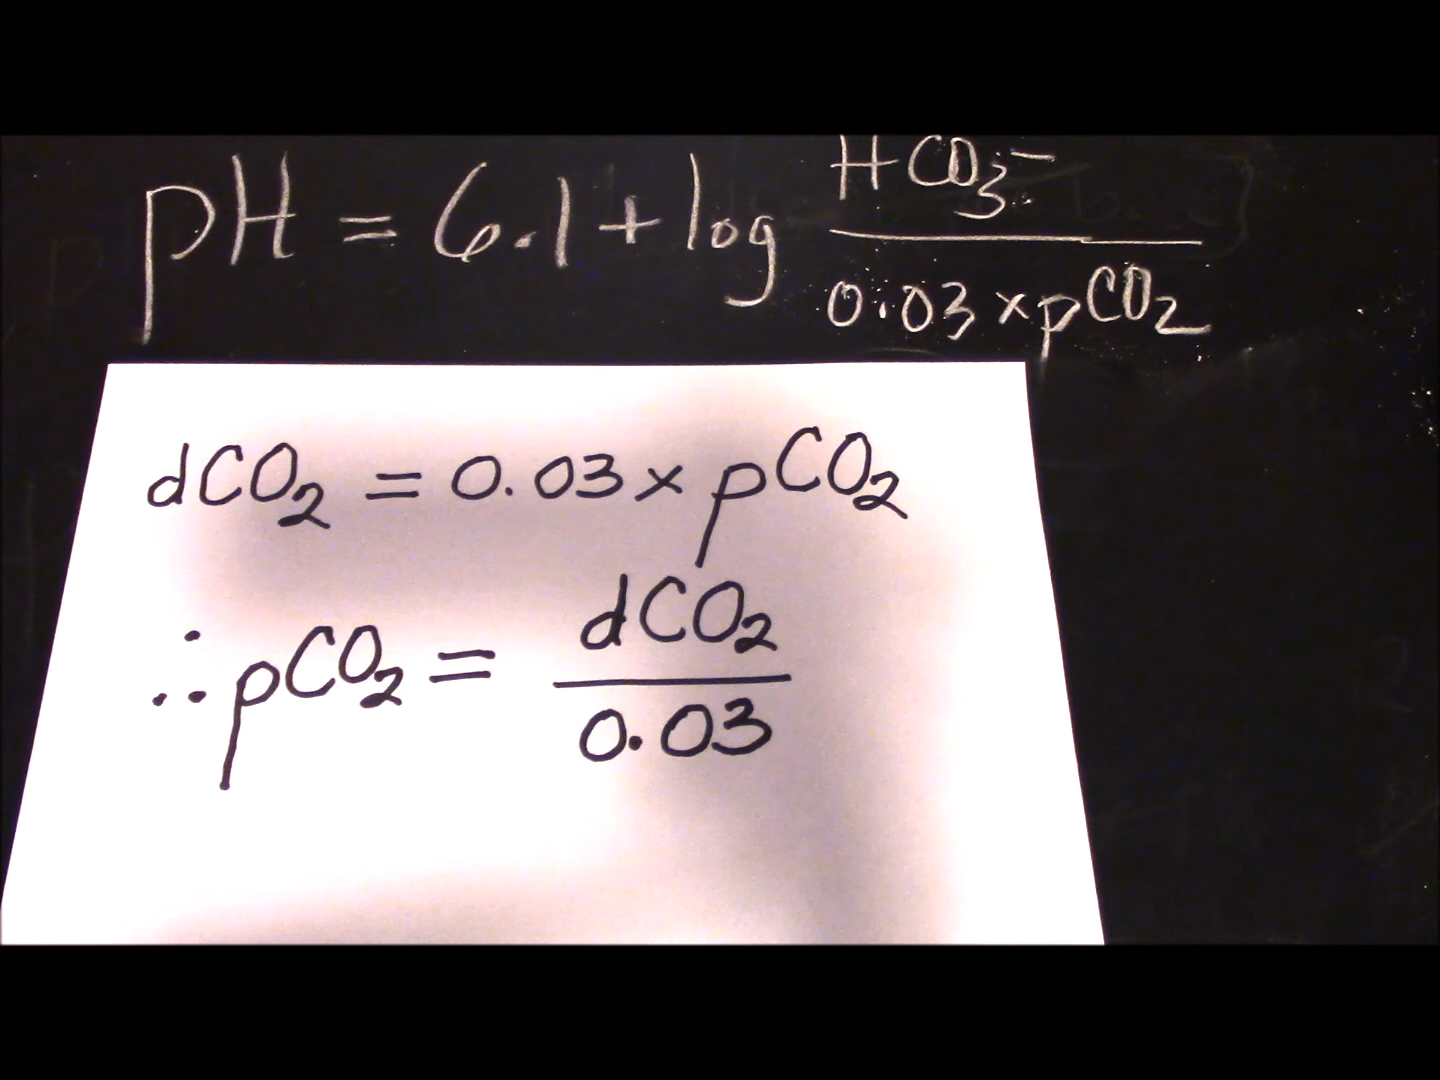 pH = 6.1 + log HCO₃⁻ / 0.03 x pCO₂
dCO₂ = 0.03 x pCO₂
∴ pCO₂ = dCO₂ / 0.03